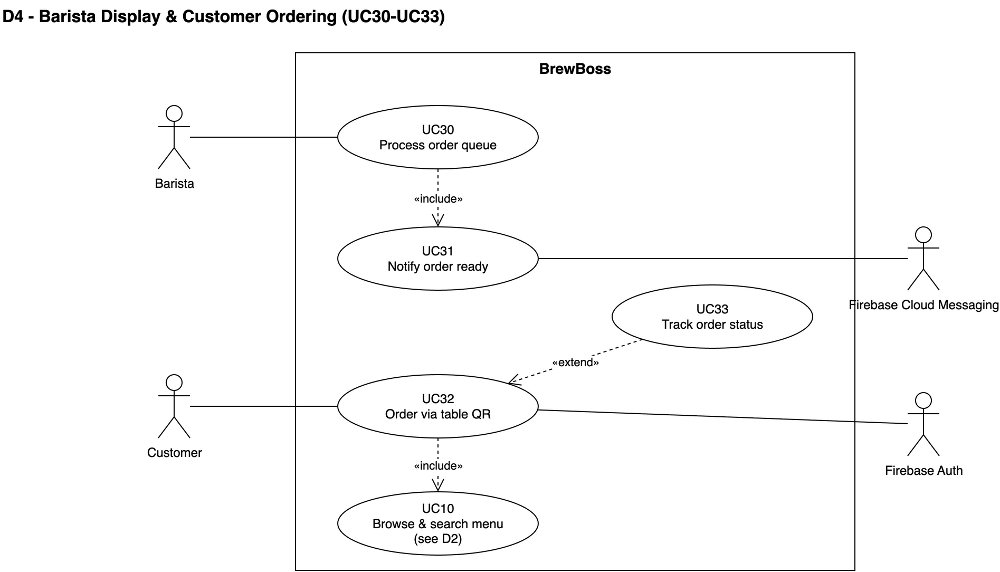 D4 - Barista Display & Customer Ordering (UC30-UC33)
BrewBoss
UC30
Process order queue
Barista
«include»
UC31
Notify order ready
Firebase Cloud Messaging
UC33
Track order status
«extend»
UC32
Order via table QR
Customer
Firebase Auth
«include»
UC10
Browse & search menu
(see D2)